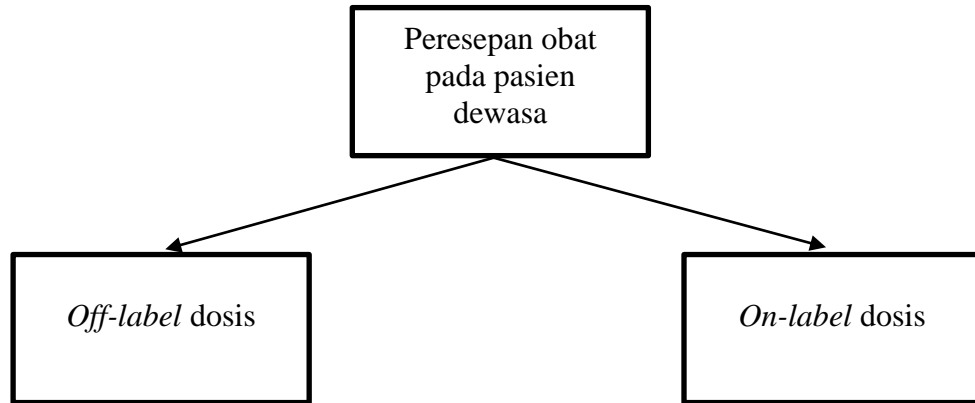 Peresepan obat
pada pasien
dewasa
Off-label dosis
On-label dosis